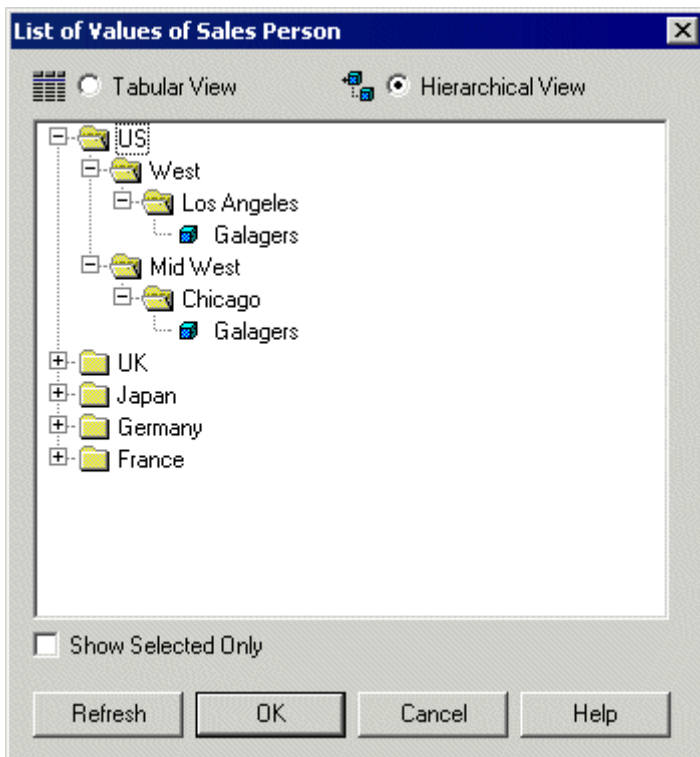 List of Values of Sales Person
Tabular View Hierarchical View
US
West
Los Angeles
Galagers
Mid West
Chicago
Galagers
UK
Japan
Germany
France
Show Selected Only
Refresh OK Cancel Help